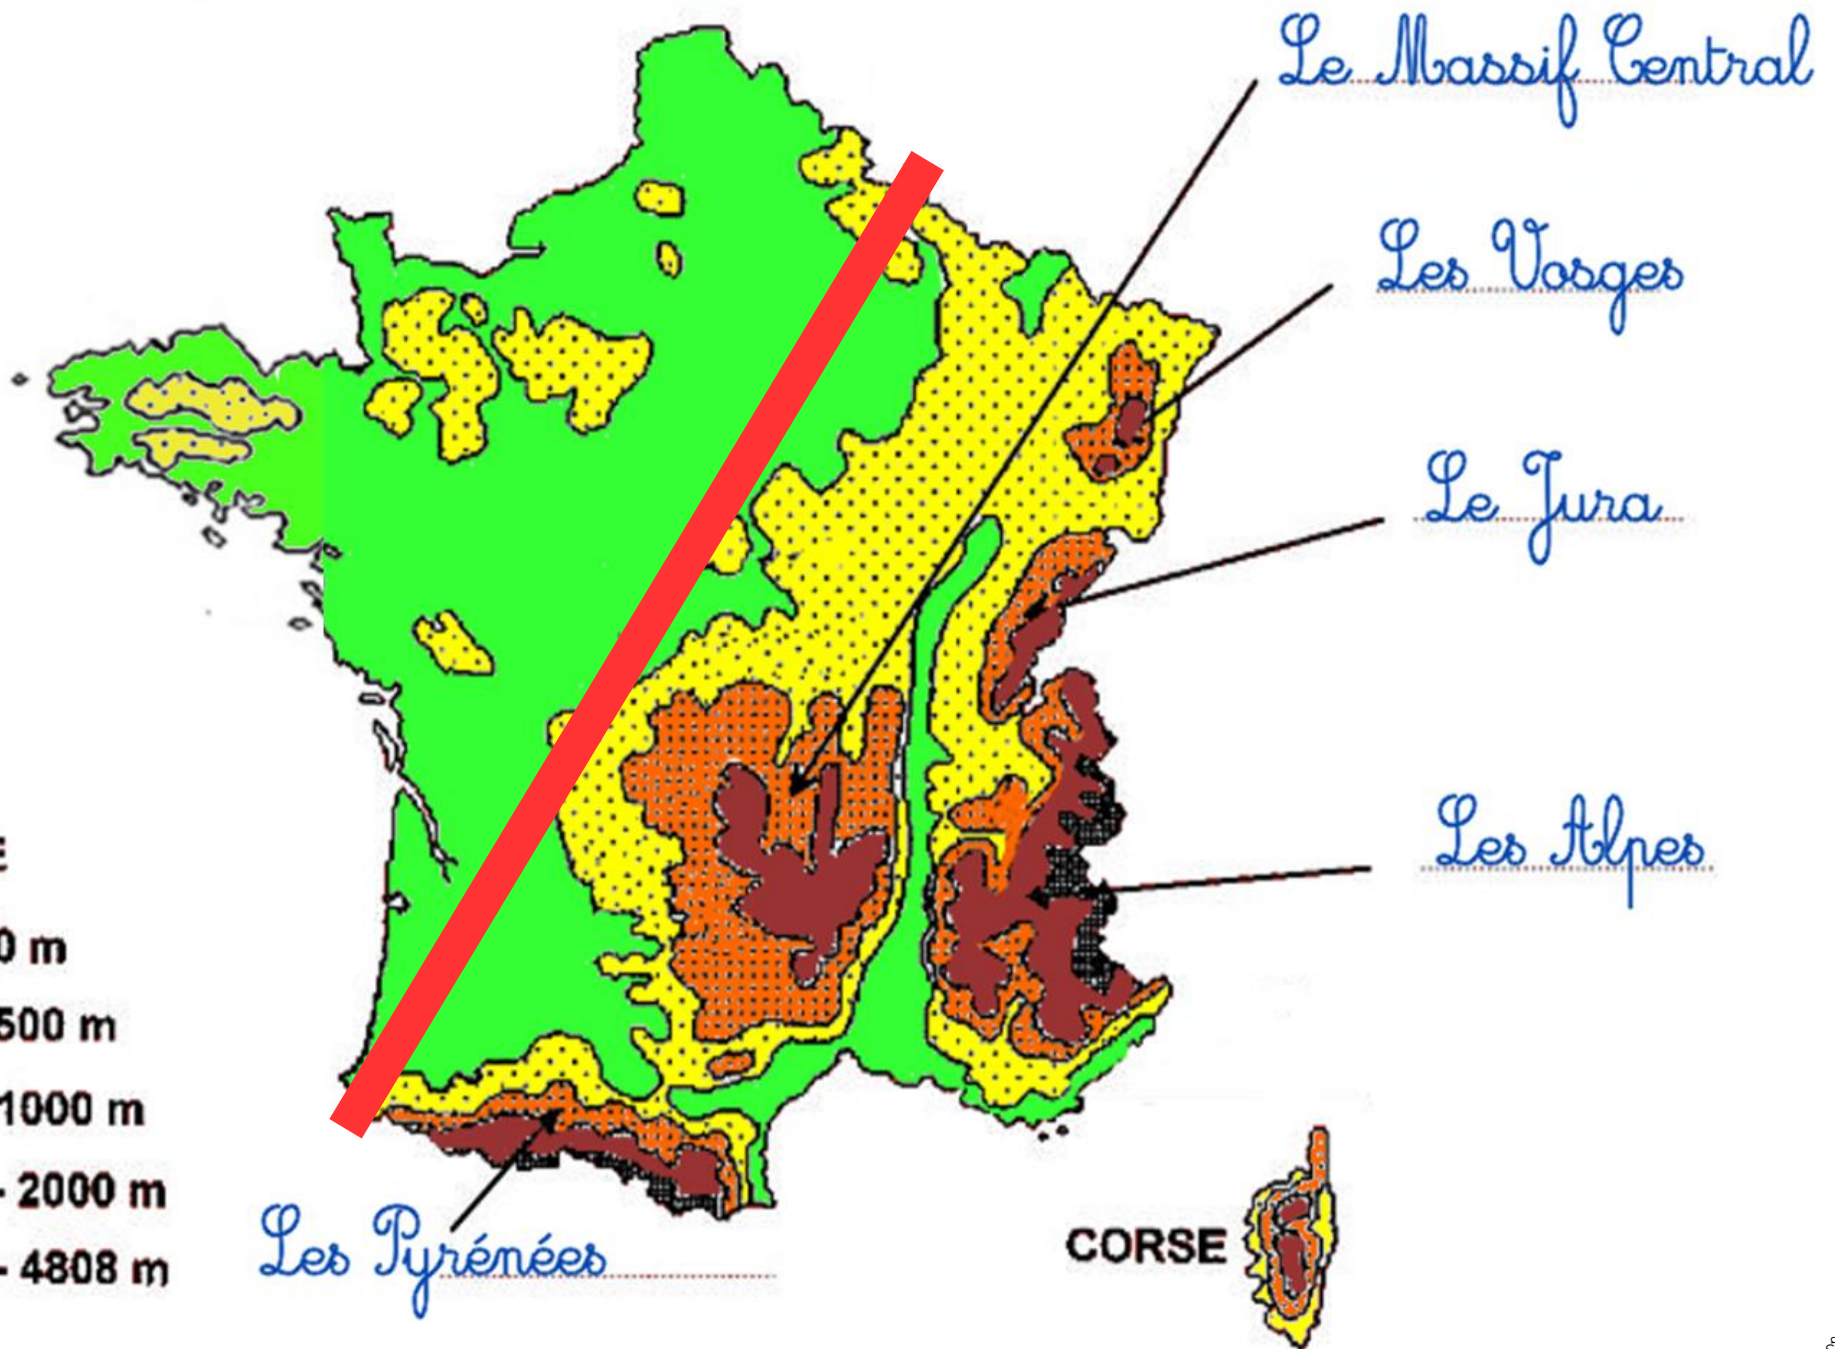 Le Massif Central
Les Vosges
Le Jura
Les Alpes
E
0 m
500 m
1000 m
- 2000 m
- 4808 m
Les Pyrénées
CORSE